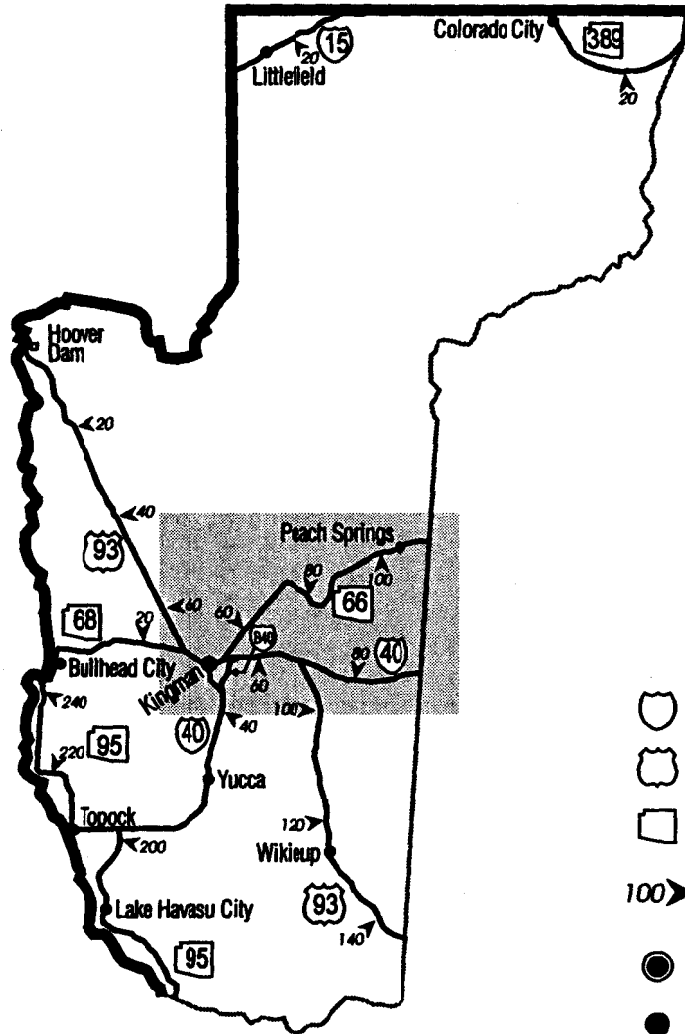 Colorado City
389
15
20
Littlefield
20
Hoover
Dam
20
40
93
Peach Springs
80
100
66
60
60
68
20
B40
40
Bullhead City
Kingman
60
80
240
40
100
40
95
220
Yucca
Topock
200
120
Wikieup
100
Lake Havasu City
93
140
95